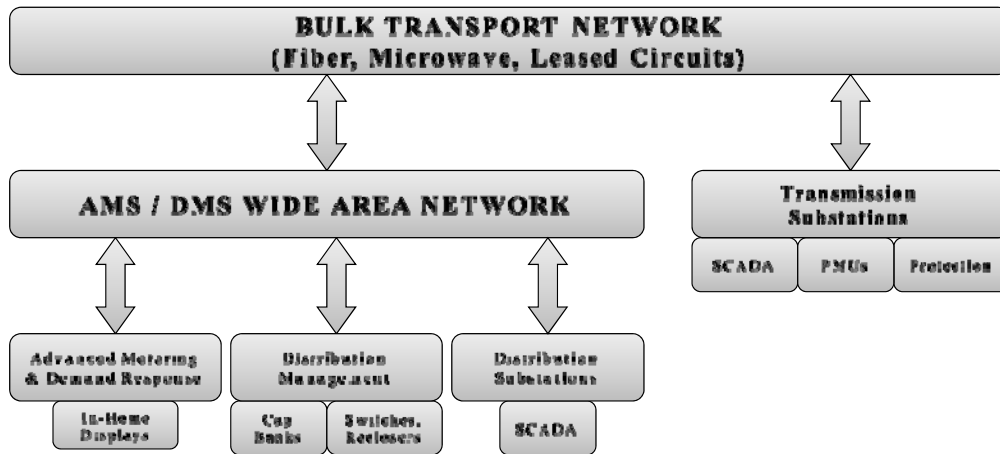 BULK TRANSPORT NETWORK
(Fiber, Microwave, Leased Circuits)
AMS / DMS WIDE AREA NETWORK
Transmission
Substations
SCADA
PMUs
Protection
Advanced Metering
& Demand Response
In-Home
Displays
Distribution
Management
Cap
Banks
Switches,
Reclosers
Distribution
Substations
SCADA